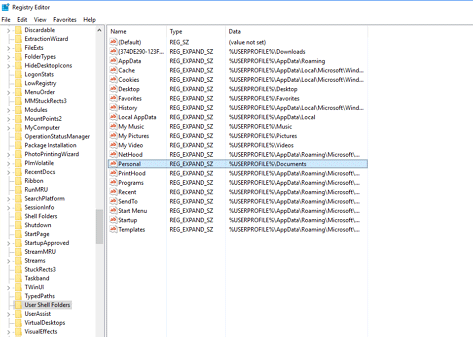 Registry Editor
File Edit View Favorites Help
Discardable
ExtractionWizard
FileExts
FolderTypes
HideDesktopIcons
LogonStats
LowRegistry
MenuOrder
MMStuckRects3
Modules
MountPoints2
MyComputer
OperationStatusManager
Package Installation
PhotoPrintingWizard
PlmVolatile
RecentDocs
Ribbon
RunMRU
SearchPlatform
SessionInfo
Shell Folders
Shutdown
StartPage
StartupApproved
StreamMRU
Streams
StuckRects3
Taskband
TWinUI
TypedPaths
User Shell Folders
UserAssist
VirtualDesktops
VisualEffects
Name Type Data
(Default) REG_SZ (value not set)
{374DE290-123F... REG_EXPAND_SZ %USERPROFILE%\Downloads
AppData REG_EXPAND_SZ %USERPROFILE%\AppData\Roaming
Cache REG_EXPAND_SZ %USERPROFILE%\AppData\Local\Microsoft\Wind...
Cookies REG_EXPAND_SZ %USERPROFILE%\AppData\Local\Microsoft\Wind...
Desktop REG_EXPAND_SZ %USERPROFILE%\Desktop
Favorites REG_EXPAND_SZ %USERPROFILE%\Favorites
History REG_EXPAND_SZ %USERPROFILE%\AppData\Local\Microsoft\Wind...
Local AppData REG_EXPAND_SZ %USERPROFILE%\AppData\Local
My Music REG_EXPAND_SZ %USERPROFILE%\Music
My Pictures REG_EXPAND_SZ %USERPROFILE%\Pictures
My Video REG_EXPAND_SZ %USERPROFILE%\Videos
NetHood REG_EXPAND_SZ %USERPROFILE%\AppData\Roaming\Microsoft\...
Personal REG_EXPAND_SZ %USERPROFILE%\Documents
PrintHood REG_EXPAND_SZ %USERPROFILE%\AppData\Roaming\Microsoft\...
Programs REG_EXPAND_SZ %USERPROFILE%\AppData\Roaming\Microsoft\...
Recent REG_EXPAND_SZ %USERPROFILE%\AppData\Roaming\Microsoft\...
SendTo REG_EXPAND_SZ %USERPROFILE%\AppData\Roaming\Microsoft\...
Start Menu REG_EXPAND_SZ %USERPROFILE%\AppData\Roaming\Microsoft\...
Startup REG_EXPAND_SZ %USERPROFILE%\AppData\Roaming\Microsoft\...
Templates REG_EXPAND_SZ %USERPROFILE%\AppData\Roaming\Microsoft\...